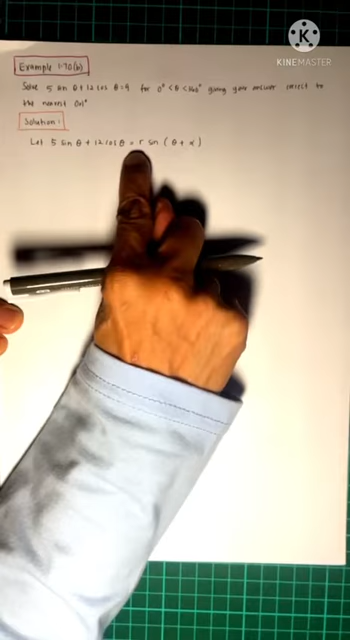 KINEMASTER
Example 1.70(b)
Solve 5 sin θ + 12 cos θ = 9 for 0° < θ < 360° giving your answer correct to
the nearest 0.1°
Solution:
Let 5 sin θ + 12 cos θ = r sin (θ + α)